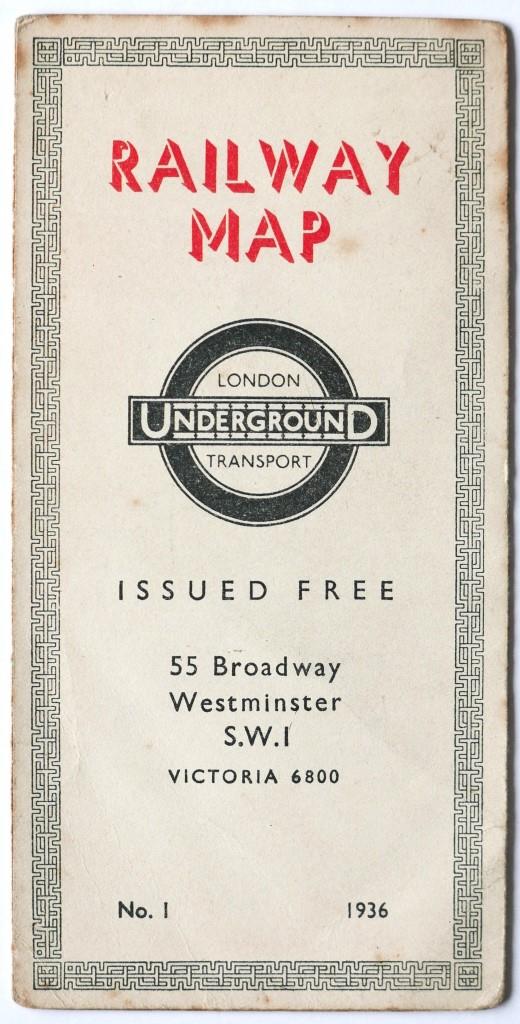 RAILWAY
MAP
LONDON
UNDERGROUND
TRANSPORT
ISSUED FREE
55 Broadway
Westminster
S.W.1
VICTORIA 6800
No. 1 1936